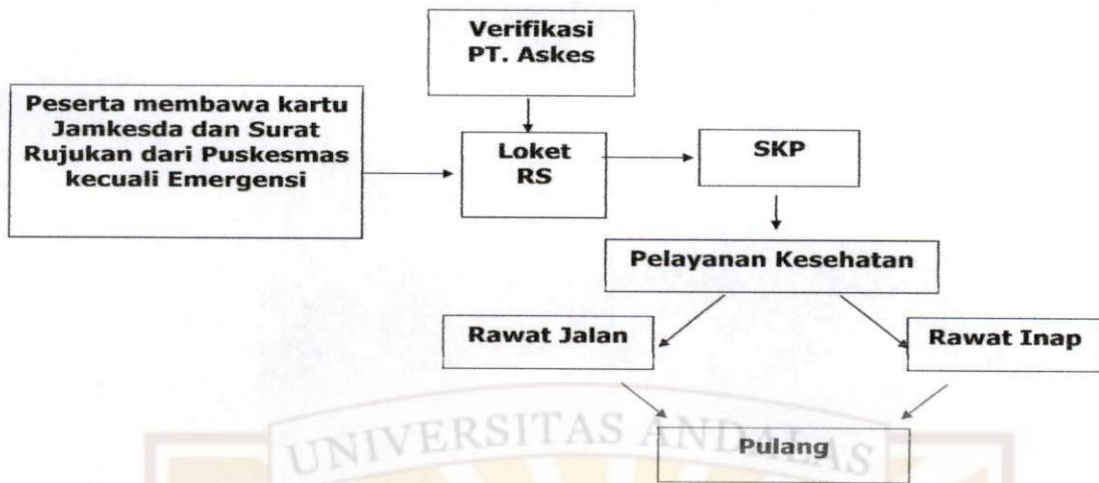 Verifikasi
PT. Askes
Peserta membawa kartu
Jamkesda dan Surat
Rujukan dari Puskesmas
kecuali Emergensi
Loket
RS
SKP
Pelayanan Kesehatan
Rawat Jalan
Rawat Inap
UNIVERSITAS ANDALAS
Pulang